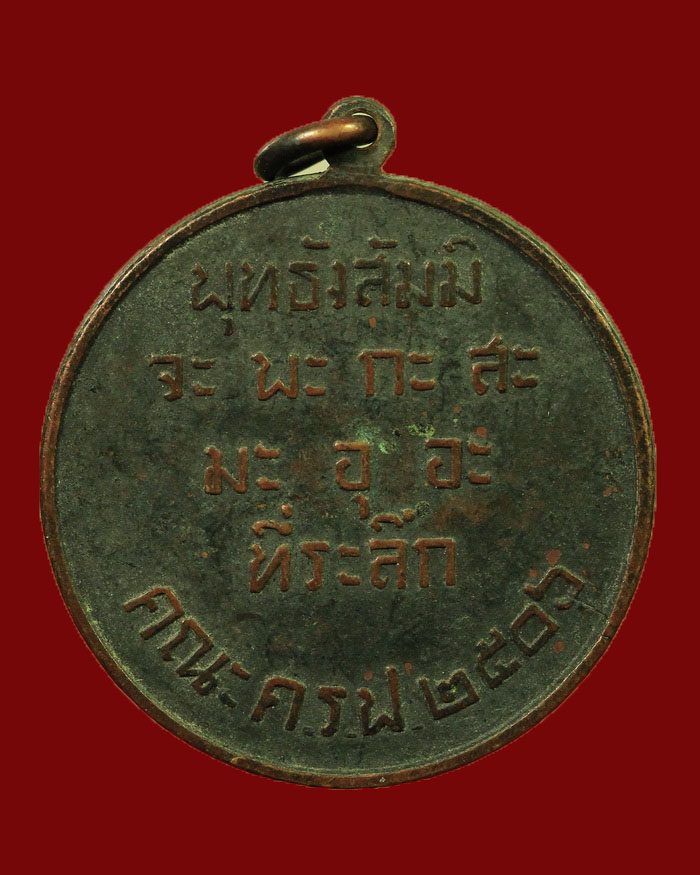 พุทธังสัมมิ
จะ พะ กะ สะ
มะ อุ อะ
ที่ระลึก
คณะ ค.ร.ฟ. ๒๕๐๖